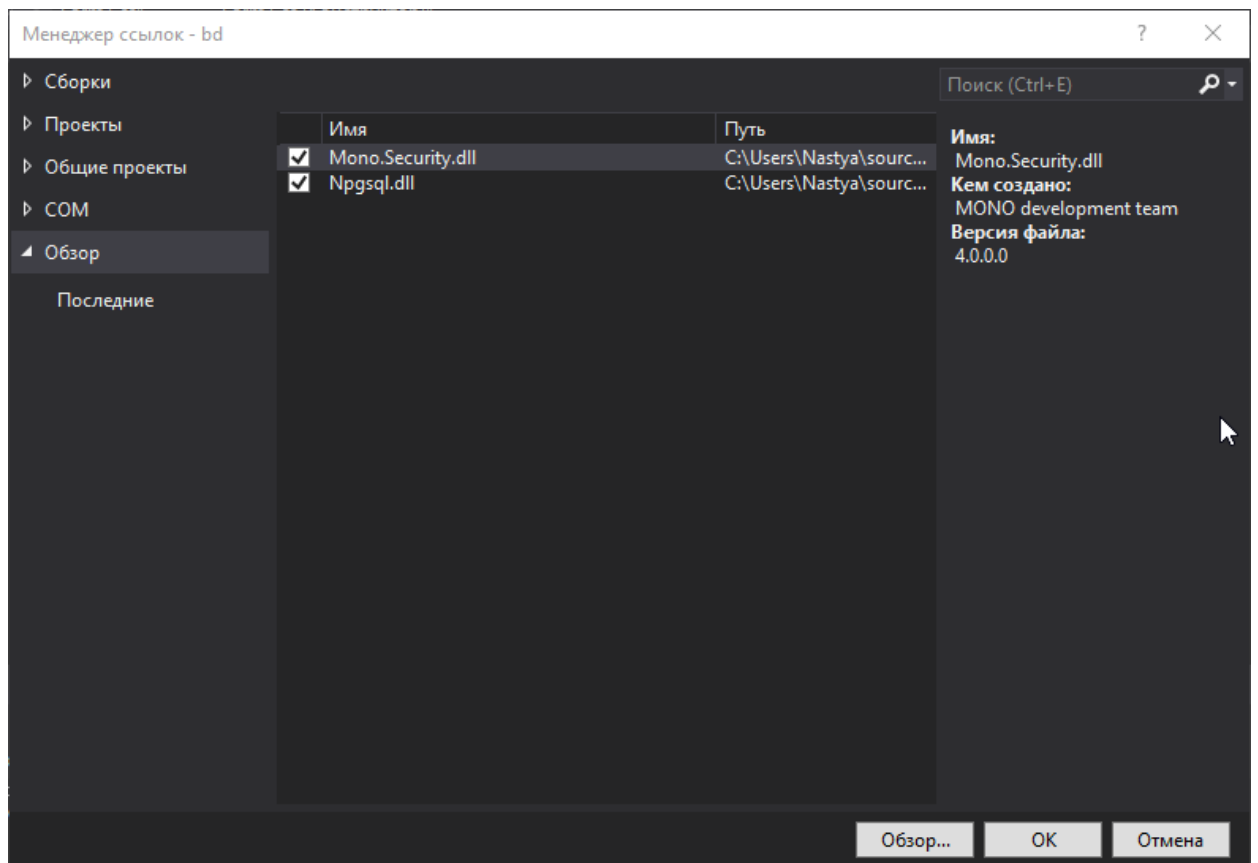 Менеджер ссылок - bd
?
Сборки
Проекты
Общие проекты
COM
Обзор
Последние
Имя Путь
Mono.Security.dll C:\Users\Nastya\sourc...
Npgsql.dll C:\Users\Nastya\sourc...
Поиск (Ctrl+E)
Имя:
Mono.Security.dll
Кем создано:
MONO development team
Версия файла:
4.0.0.0
Обзор... ОК Отмена